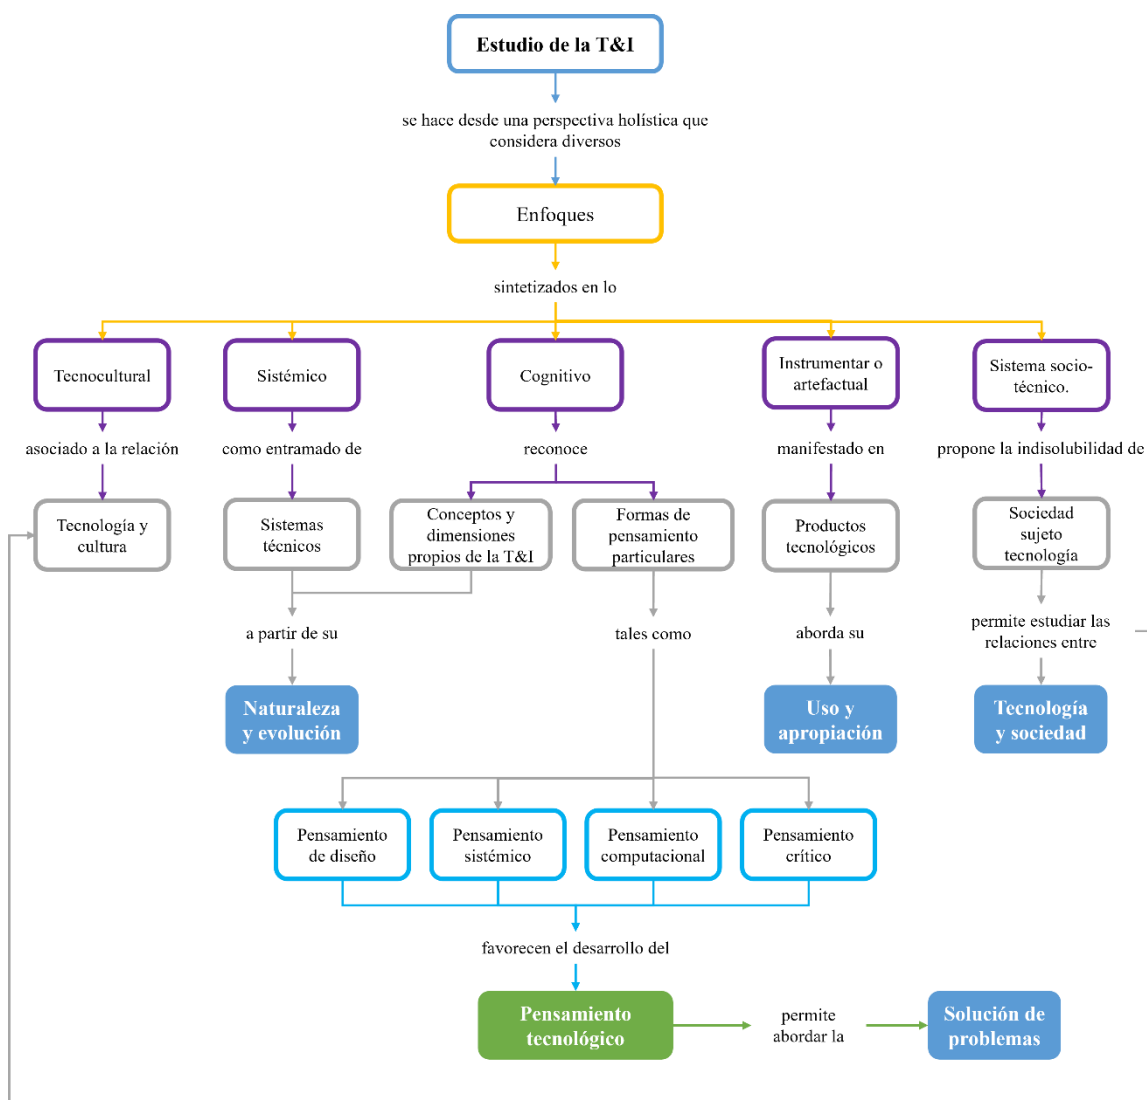 Estudio de la T&I
se hace desde una perspectiva holística que
considera diversos
Enfoques
sintetizados en lo
Tecnocultural
Sistémico
Cognitivo
Instrumentar o
artefactual
Sistema socio-
técnico.
asociado a la relación
como entramado de
reconoce
manifestado en
propone la indisolubilidad de
Tecnología y
cultura
Sistemas
técnicos
Conceptos y
dimensiones
propios de la T&I
Formas de
pensamiento
particulares
Productos
tecnológicos
Sociedad
sujeto
tecnología
a partir de su
tales como
aborda su
permite estudiar las
relaciones entre
Naturaleza
y evolución
Uso y
apropiación
Tecnología
y sociedad
Pensamiento
de diseño
Pensamiento
sistémico
Pensamiento
computacional
Pensamiento
crítico
favorecen el desarrollo del
Pensamiento
tecnológico
permite
abordar la
Solución de
problemas